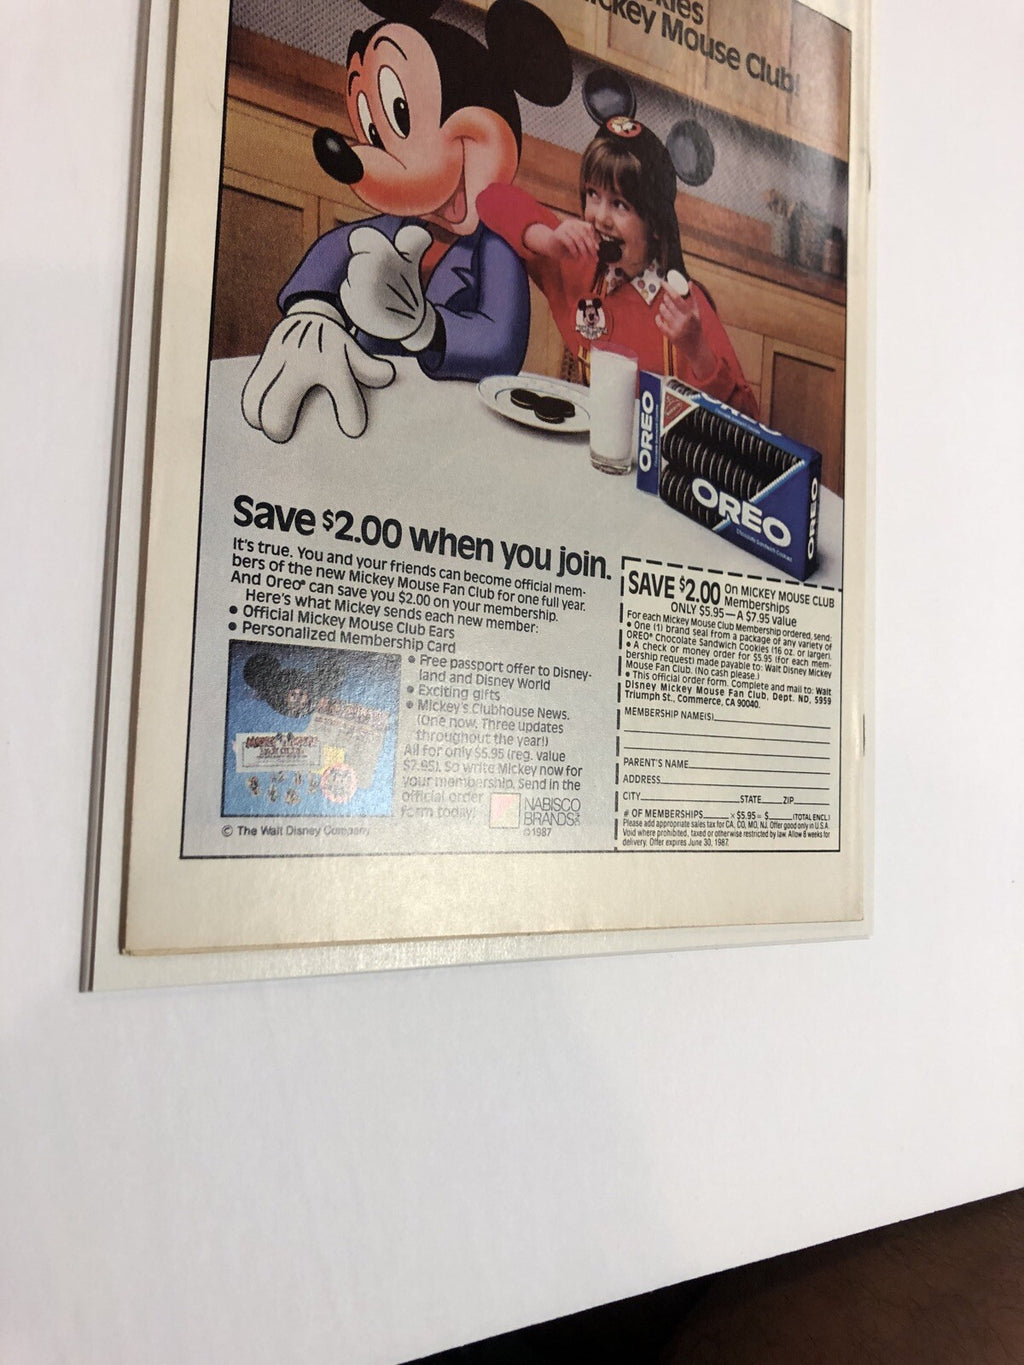 kies
ckey Mouse Club!
OREO
OREO
OREO
OREO
Chocolate Sandwich Cookies
Save $2.00 when you join.
It's true. You and your friends can become official mem-
bers of the new Mickey Mouse Fan Club for one full year.
And Oreo® can save you $2.00 on your membership.
Here's what Mickey sends each new member:
• Official Mickey Mouse Club Ears
• Personalized Membership Card
• Free passport offer to Disney-
land and Disney World
• Exciting gifts
• Mickey's Clubhouse News.
(One now, Three updates
throughout the year!)
All for only $5.95 (reg. value
$7.95). So write Mickey now for
your membership. Send in the
official order
form today!
NABISCO
BRANDS INC
© 1987
© The Walt Disney Company
SAVE $2.00 On MICKEY MOUSE CLUB
Memberships
ONLY $5.95—A $7.95 value
For each Mickey Mouse Club Membership ordered, send:
• One (1) brand seal from a package of any variety of
OREO® Chocolate Sandwich Cookies (16 oz. or larger).
• A check or money order for $5.95 (for each mem-
bership request) made payable to: Walt Disney Mickey
Mouse Fan Club. (No cash please.)
• This official order form. Complete and mail to: Walt
Disney Mickey Mouse Fan Club, Dept. ND, 5959
Triumph St., Commerce, CA 90040.
MEMBERSHIP NAME(S)
PARENT'S NAME
ADDRESS
CITY STATE ZIP
# OF MEMBERSHIPS x $5.95 = $ (TOTAL ENCL.)
Please add appropriate sales tax for CA, CO, MO, NJ. Offer good only in U.S.A.
Void where prohibited, taxed or otherwise restricted by law. Allow 8 weeks for
delivery. Offer expires June 30, 1987.